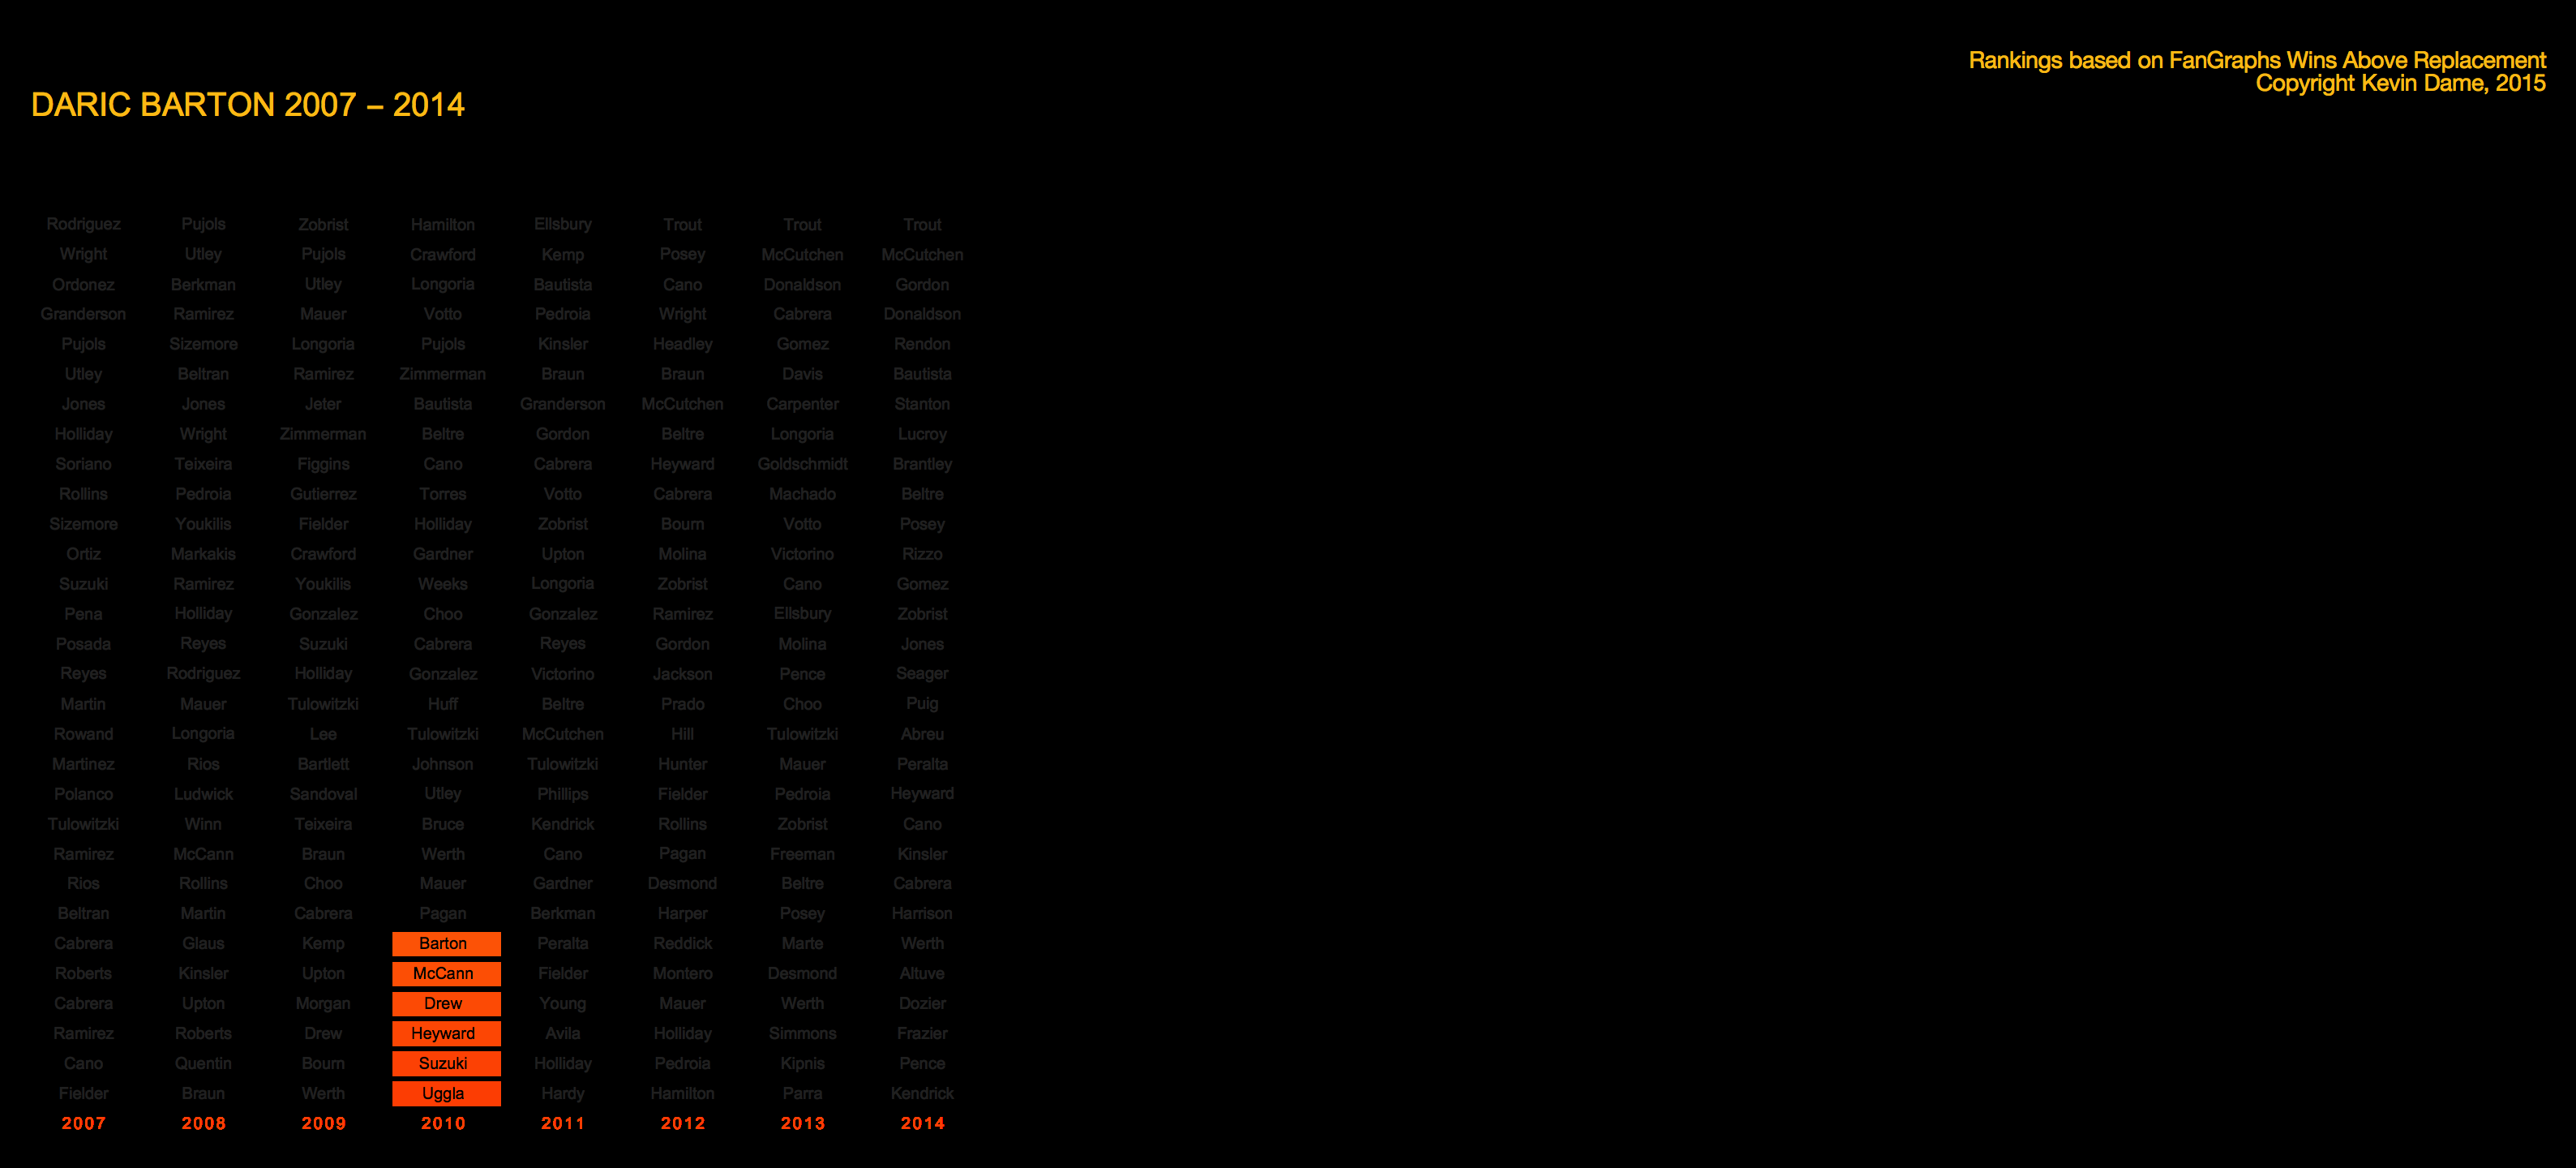 Rankings based on FanGraphs Wins Above Replacement
Copyright Kevin Dame, 2015
DARIC BARTON 2007 – 2014
Rodriguez Pujols Zobrist Hamilton Ellsbury Trout Trout Trout
Wright Utley Pujols Crawford Kemp Posey McCutchen McCutchen
Ordonez Berkman Utley Longoria Bautista Cano Donaldson Gordon
Granderson Ramirez Mauer Votto Pedroia Wright Cabrera Donaldson
Pujols Sizemore Longoria Pujols Kinsler Headley Gomez Rendon
Utley Beltran Ramirez Zimmerman Braun Braun Davis Bautista
Jones Jones Jeter Bautista Granderson McCutchen Carpenter Stanton
Holliday Wright Zimmerman Beltre Gordon Beltre Longoria Lucroy
Soriano Teixeira Figgins Cano Cabrera Heyward Goldschmidt Brantley
Rollins Pedroia Gutierrez Torres Votto Cabrera Machado Beltre
Sizemore Youkilis Fielder Holliday Zobrist Bourn Votto Posey
Ortiz Markakis Crawford Gardner Upton Molina Victorino Rizzo
Suzuki Ramirez Youkilis Weeks Longoria Zobrist Cano Gomez
Pena Holliday Gonzalez Choo Gonzalez Ramirez Ellsbury Zobrist
Posada Reyes Suzuki Cabrera Reyes Gordon Molina Jones
Reyes Rodriguez Holliday Gonzalez Victorino Jackson Pence Seager
Martin Mauer Tulowitzki Huff Beltre Prado Choo Puig
Rowand Longoria Lee Tulowitzki McCutchen Hill Tulowitzki Abreu
Martinez Rios Bartlett Johnson Tulowitzki Hunter Mauer Peralta
Polanco Ludwick Sandoval Utley Phillips Fielder Pedroia Heyward
Tulowitzki Winn Teixeira Bruce Kendrick Rollins Zobrist Cano
Ramirez McCann Braun Werth Cano Pagan Freeman Kinsler
Rios Rollins Choo Mauer Gardner Desmond Beltre Cabrera
Beltran Martin Cabrera Pagan Berkman Harper Posey Harrison
Cabrera Glaus Kemp Barton Peralta Reddick Marte Werth
Roberts Kinsler Upton McCann Fielder Montero Desmond Altuve
Cabrera Upton Morgan Drew Young Mauer Werth Dozier
Ramirez Roberts Drew Heyward Avila Holliday Simmons Frazier
Cano Quentin Bourn Suzuki Holliday Pedroia Kipnis Pence
Fielder Braun Werth Uggla Hardy Hamilton Parra Kendrick
2007 2008 2009 2010 2011 2012 2013 2014